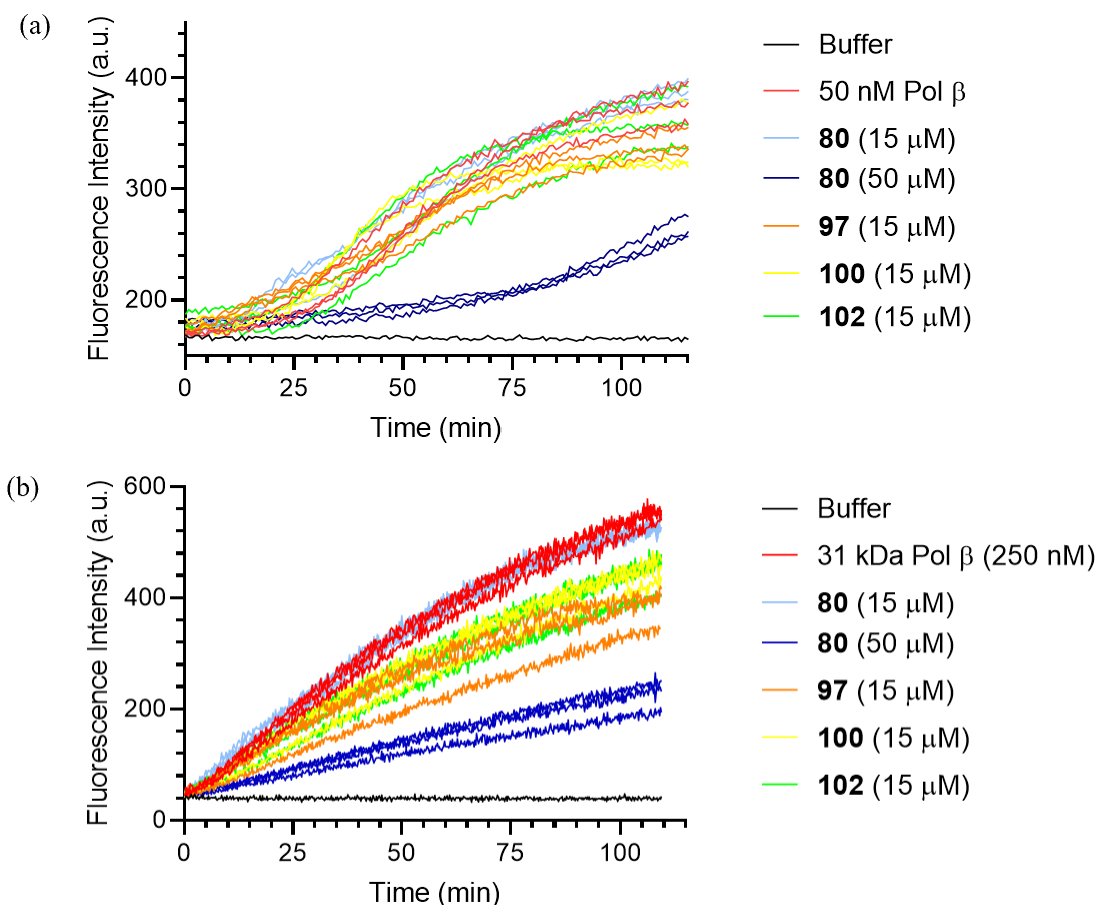 (a)
Fluorescence Intensity (a.u.)
400
300
200
0
25
50
75
100
Time (min)
Buffer
50 nM Pol β
80 (15 μM)
80 (50 μM)
97 (15 μM)
100 (15 μM)
102 (15 μM)
(b)
Fluorescence Intensity (a.u.)
600
400
200
0
0
25
50
75
100
Time (min)
Buffer
31 kDa Pol β (250 nM)
80 (15 μM)
80 (50 μM)
97 (15 μM)
100 (15 μM)
102 (15 μM)